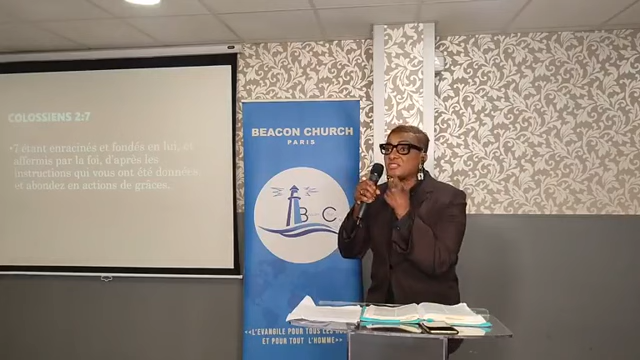 COLOSSIENS 2:7
•7 étant enracinés et fondés en lui, et
affermis par la foi, d'après les
instructions qui vous ont été données
et abondez en actions de grâces.
BEACON CHURCH
PARIS
B C
BEACON CHURCH
«L'EVANGILE POUR TOUS LES
ET POUR TOUT L'HOMME»